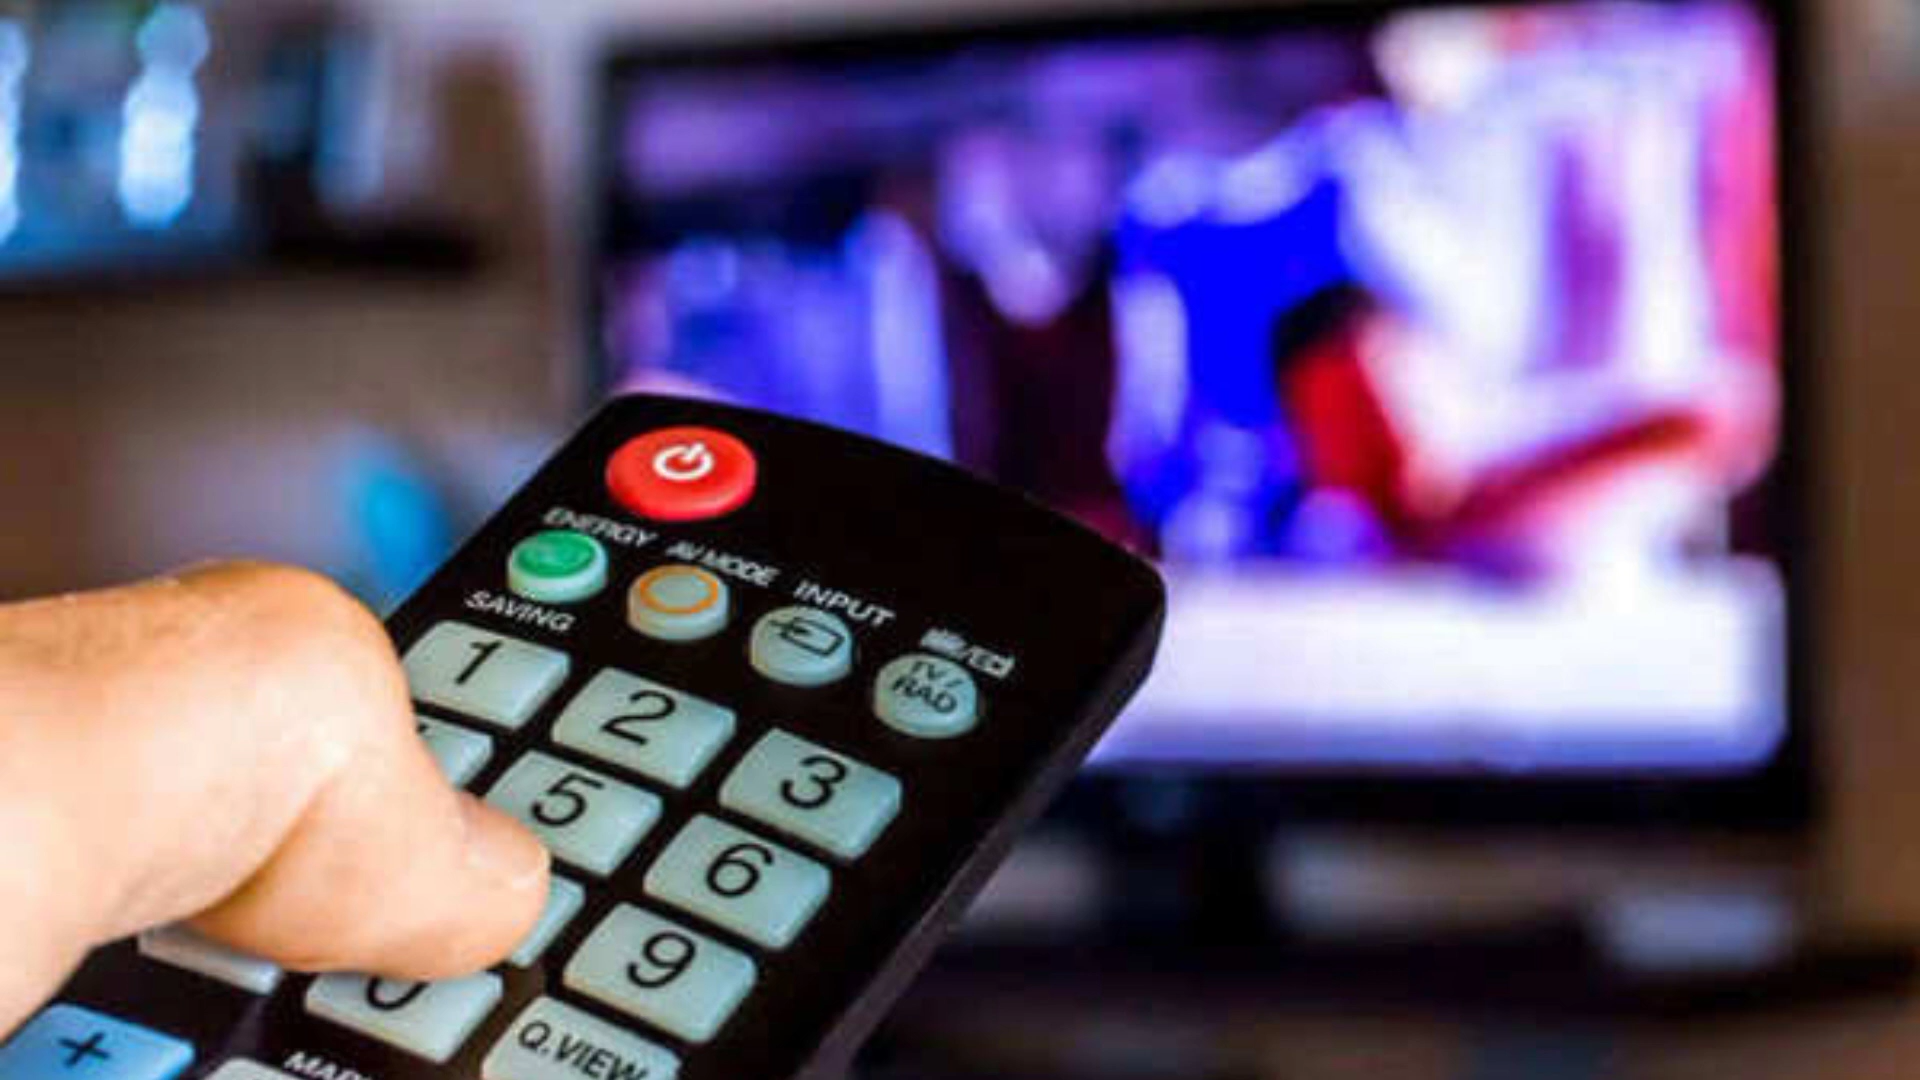 ENERGY
AV MODE
INPUT
SAVING
TV/
RAD
1
2
3
5
6
9
0
Q.VIEW
+